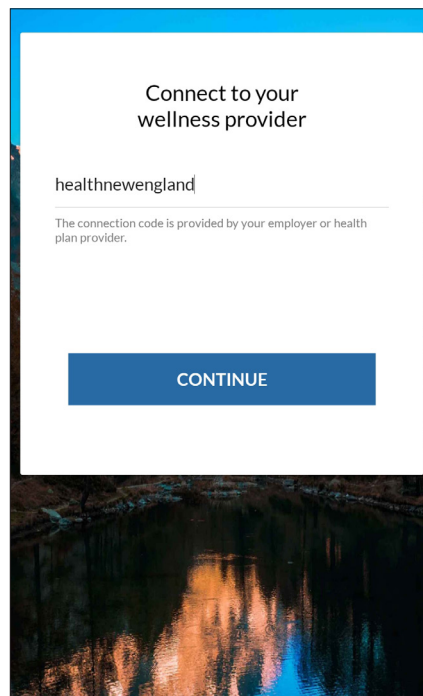 Connect to your
wellness provider
healthnewengland
The connection code is provided by your employer or health
plan provider.
CONTINUE